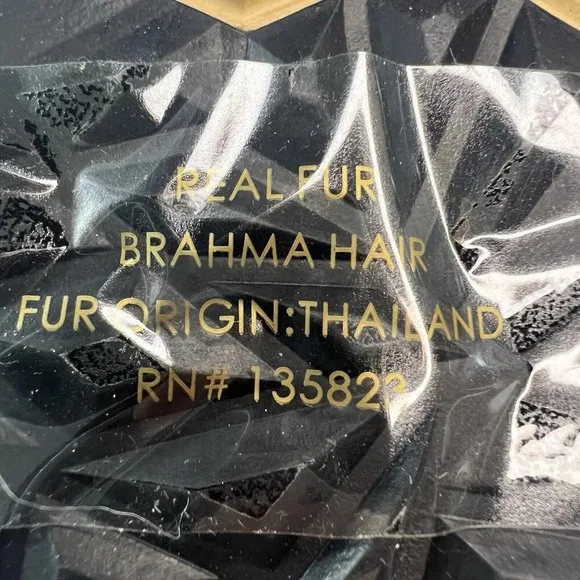 REAL FUR
BRAHMA HAIR
FUR ORIGIN:THAILAND
RN# 135823